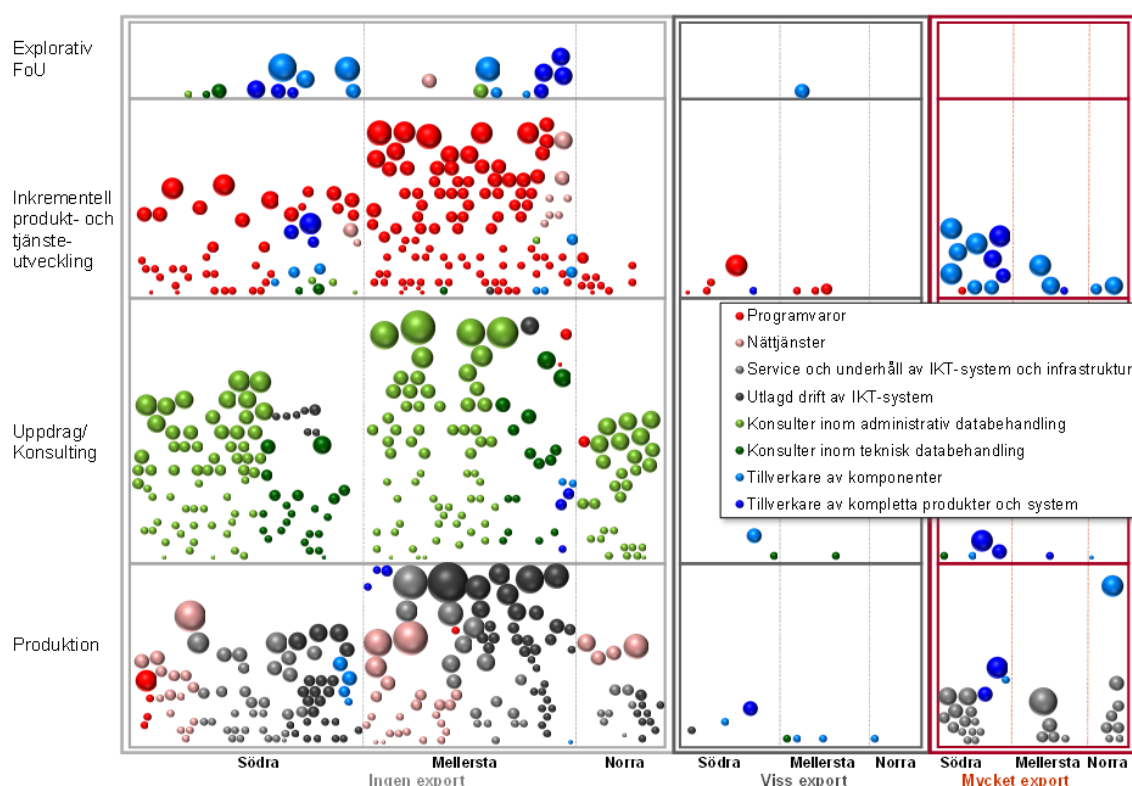 Explorativ
FoU
Inkrementell
produkt- och
tjänste-
utveckling
Uppdrag/
Konsulting
Produktion
Programvaror
Nättjänster
Service och underhåll av IKT-system och infrastruktur
Utlagd drift av IKT-system
Konsulter inom administrativ databehandling
Konsulter inom teknisk databehandling
Tillverkare av komponenter
Tillverkare av kompletta produkter och system
Södra Mellersta Norra Södra Mellersta Norra Södra Mellersta Norra
Ingen export Viss export Mycket export